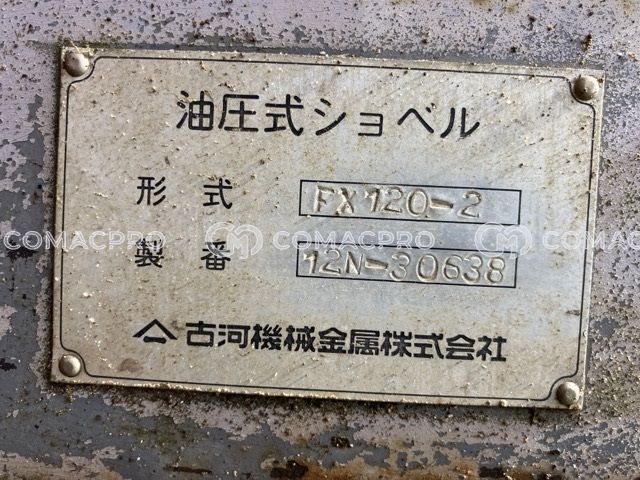 油圧式ショベル
形式 FX120-2
COMACPRO COMACPRO COMACPRO
製番 12N-30638
古河機械金属株式会社